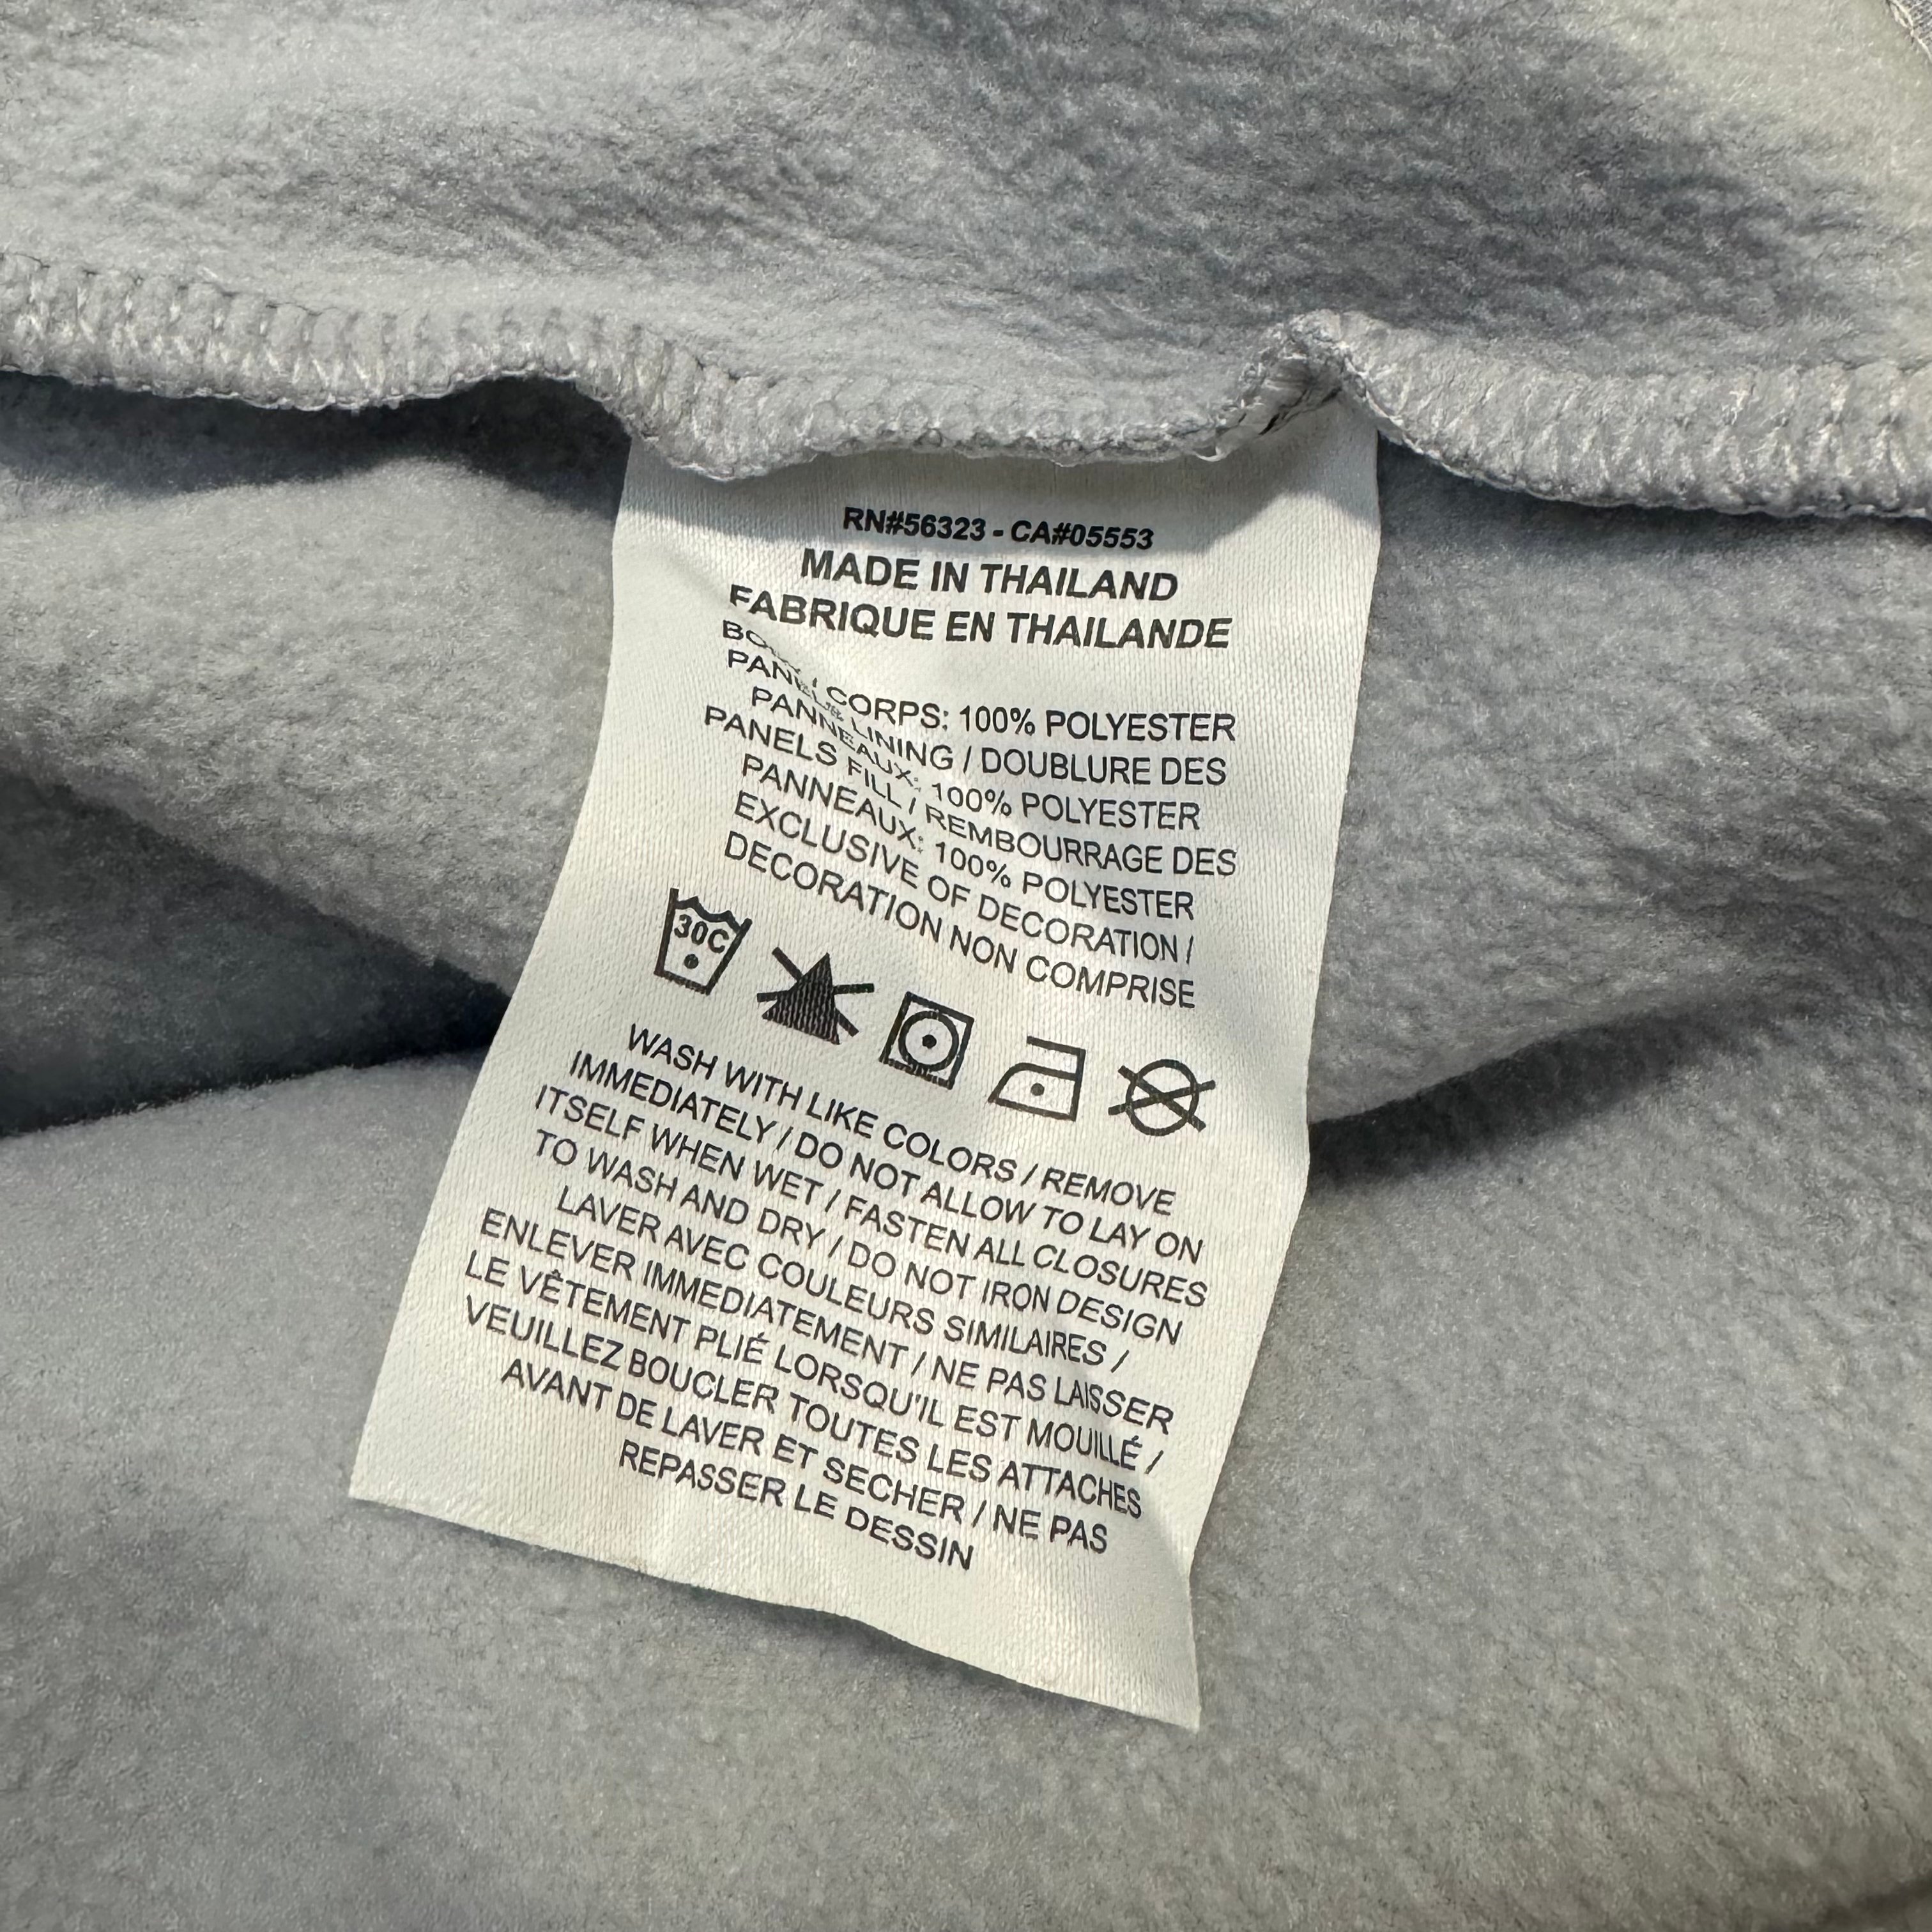 RN#56323 - CA#05553
MADE IN THAILAND
FABRIQUE EN THAILANDE
BODY / CORPS: 100% POLYESTER
PANELS LINING / DOUBLURE DES
PANNEAUX: 100% POLYESTER
PANELS FILL / REMBOURRAGE DES
PANNEAUX: 100% POLYESTER
EXCLUSIVE OF DECORATION /
DECORATION NON COMPRISE
30C
WASH WITH LIKE COLORS / REMOVE
IMMEDIATELY / DO NOT ALLOW TO LAY ON
ITSELF WHEN WET / FASTEN ALL CLOSURES
TO WASH AND DRY / DO NOT IRON DESIGN
LAVER AVEC COULEURS SIMILAIRES /
ENLEVER IMMEDIATEMENT / NE PAS LAISSER
LE VÊTEMENT PLIÉ LORSQU'IL EST MOUILLÉ /
VEUILLEZ BOUCLER TOUTES LES ATTACHES
AVANT DE LAVER ET SECHER / NE PAS
REPASSER LE DESSIN